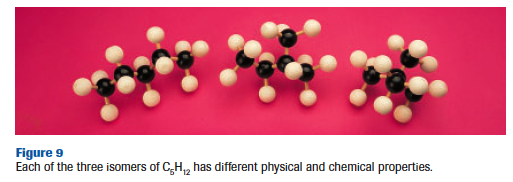 Figure 9
Each of the three isomers of C₅H₁₂ has different physical and chemical properties.